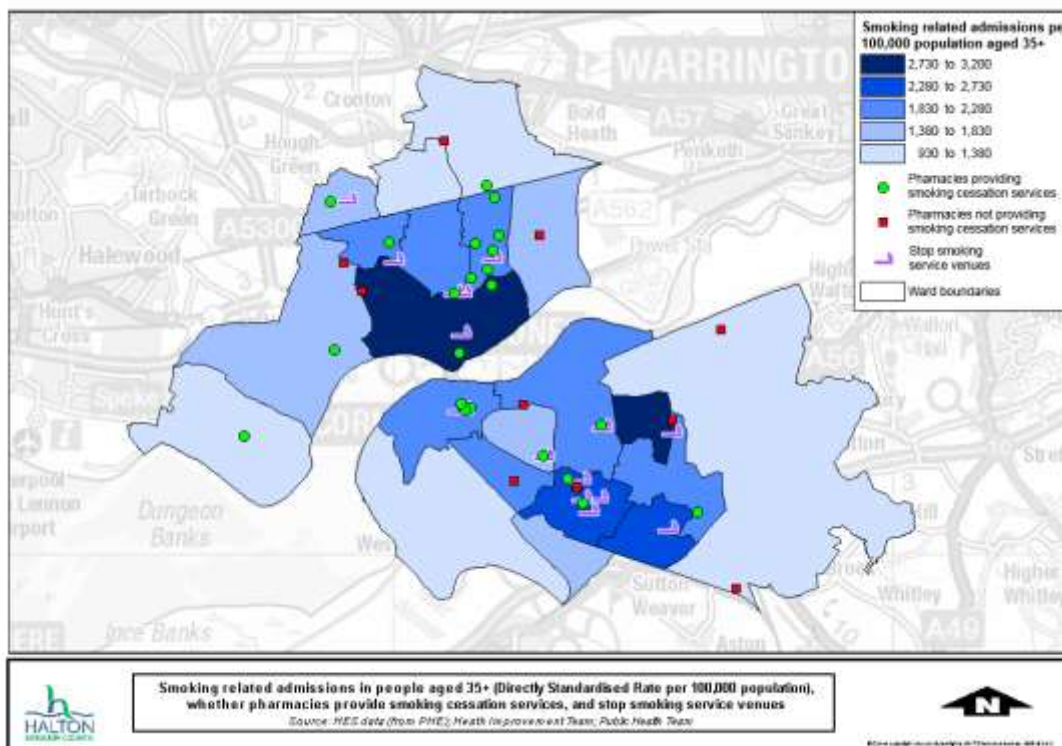 Smoking related admissions per
100,000 population aged 35+
2,730 to 3,200
2,280 to 2,730
1,830 to 2,280
1,380 to 1,830
930 to 1,380
Pharmacies providing
smoking cessation services
Pharmacies not providing
smoking cessation services
Stop smoking
service venues
Ward boundaries
WARRINGTON
Cronton
Bold
Heath
Great
Sankey
A57
Penketh
Hough
Green
Tarbock
Green
A5300
A562
Halewood
Hunt's
Cross
Walton
Hall
A56
Dungeon
Banks
Sutton
Weaver
Aston
Whitley
Higher
Whitley
A49
Ince Banks
Smoking related admissions in people aged 35+ (Directly Standardised Rate per 100,000 population),
whether pharmacies provide smoking cessation services, and stop smoking service venues
Source: HES data (from PHE); Health Improvement Team; Public Health Team
HALTON
BOROUGH COUNCIL
N